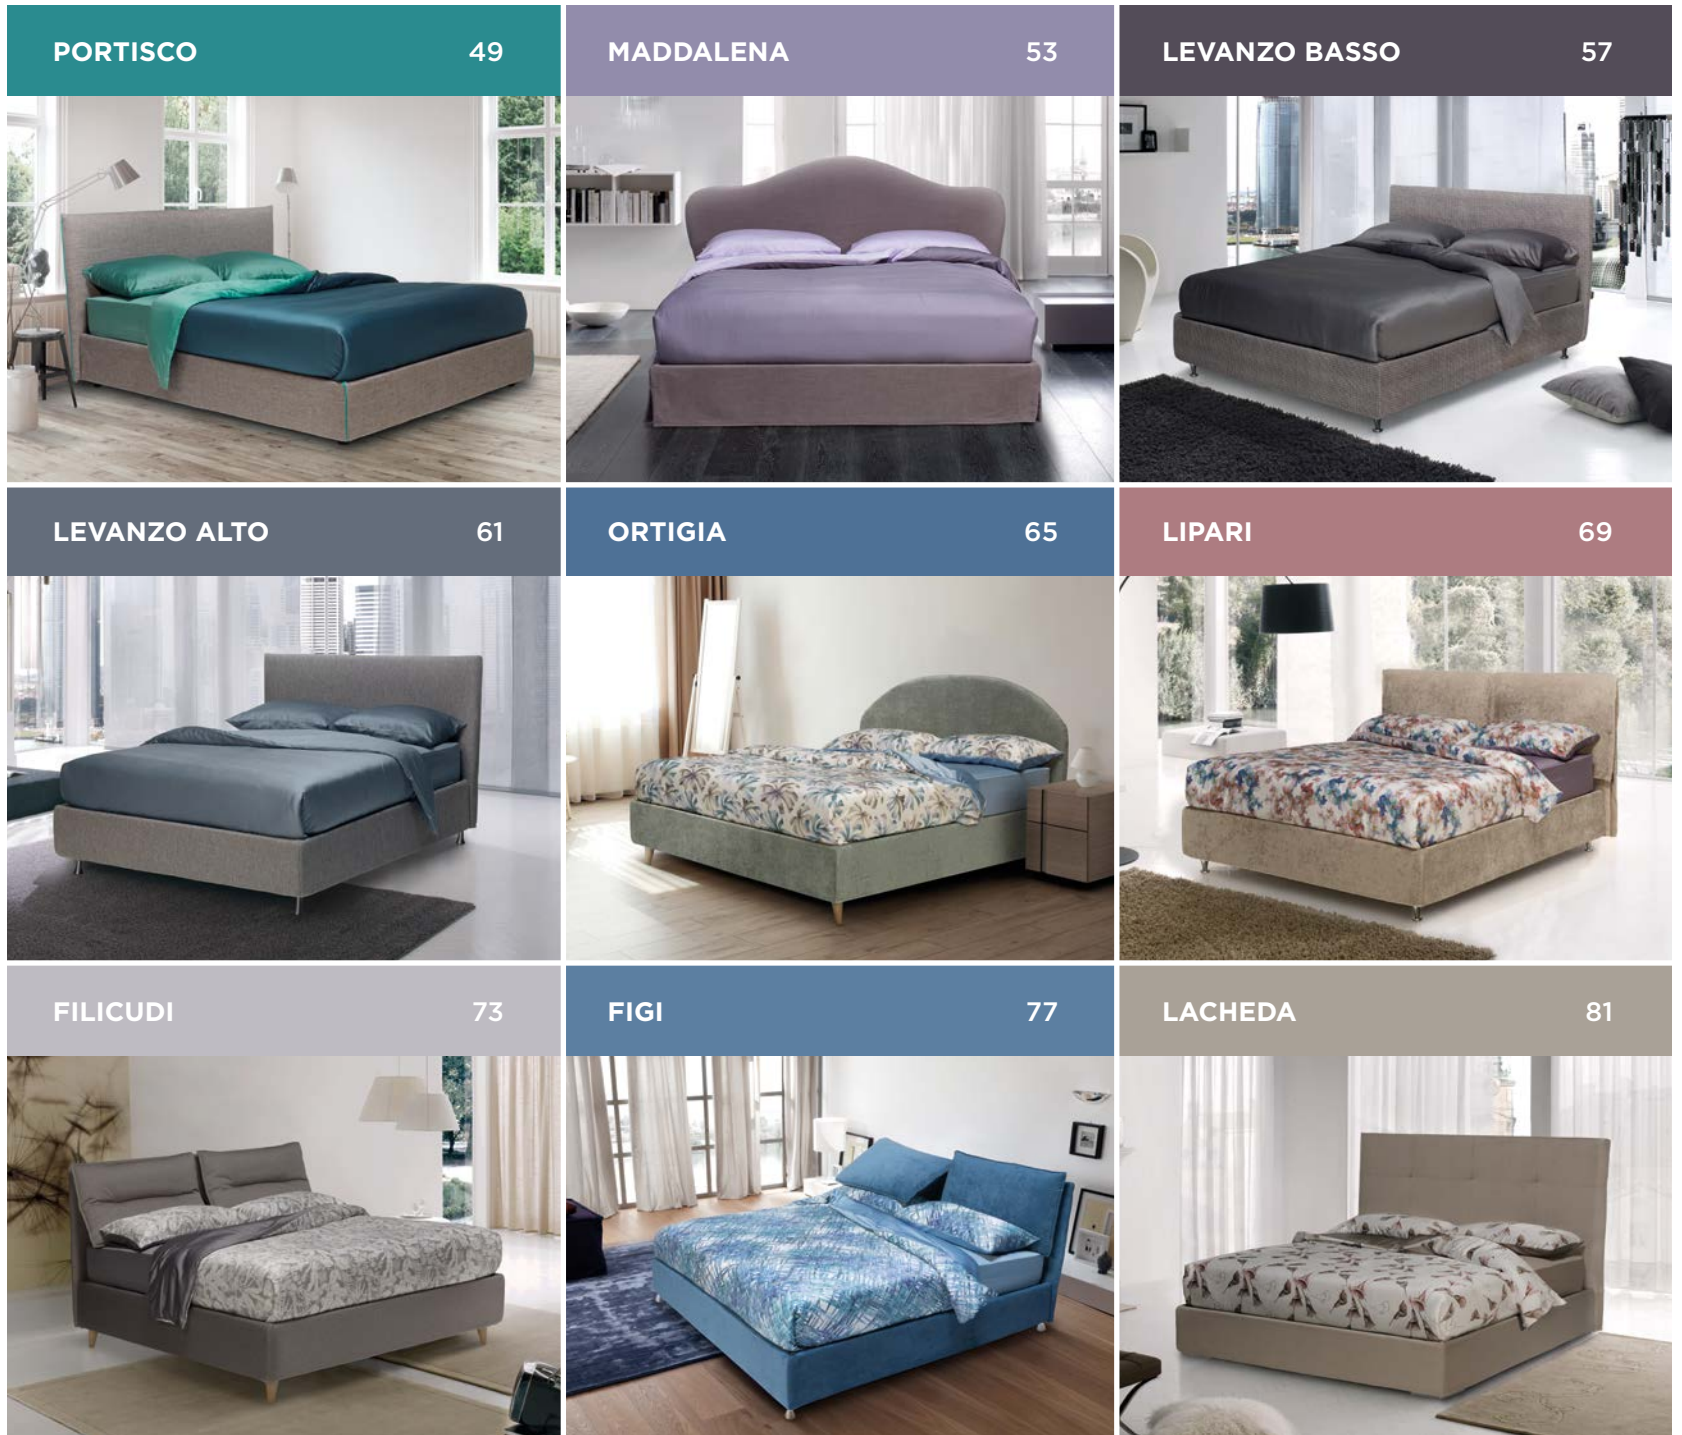 PORTISCO 49
MADDALENA 53
LEVANZO BASSO 57
LEVANZO ALTO 61
ORTIGIA 65
LIPARI 69
FILICUDI 73
FIGI 77
LACHEDA 81